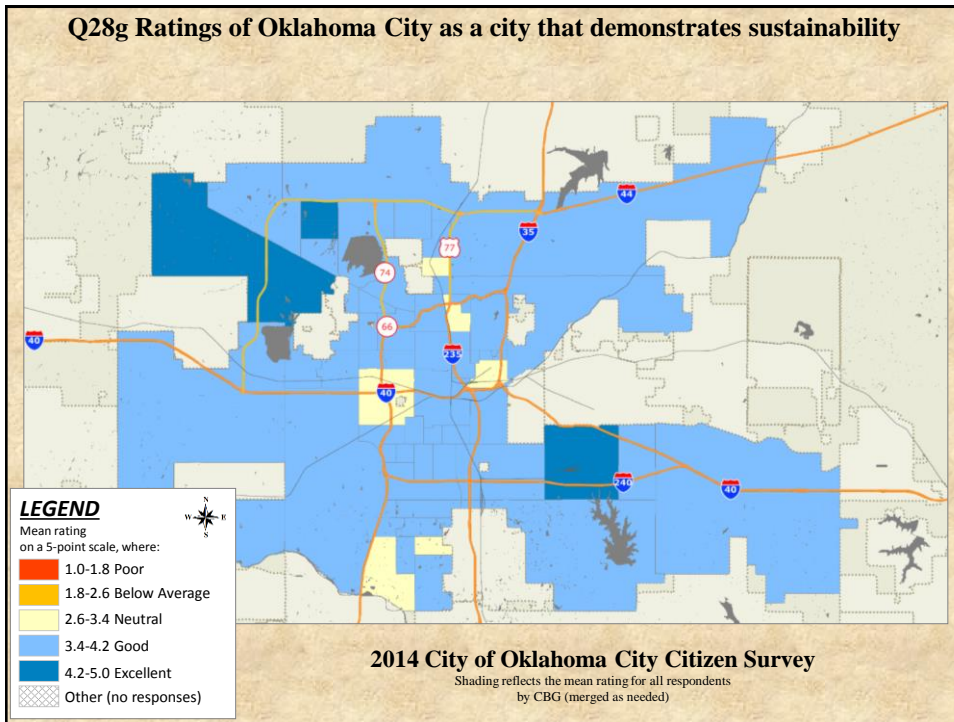 Q28g Ratings of Oklahoma City as a city that demonstrates sustainability
44
35
77
74
66
40
235
40
240
40
LEGEND
N
W E
S
Mean rating
on a 5-point scale, where:
1.0-1.8 Poor
1.8-2.6 Below Average
2.6-3.4 Neutral
3.4-4.2 Good
4.2-5.0 Excellent
Other (no responses)
2014 City of Oklahoma City Citizen Survey
Shading reflects the mean rating for all respondents
by CBG (merged as needed)